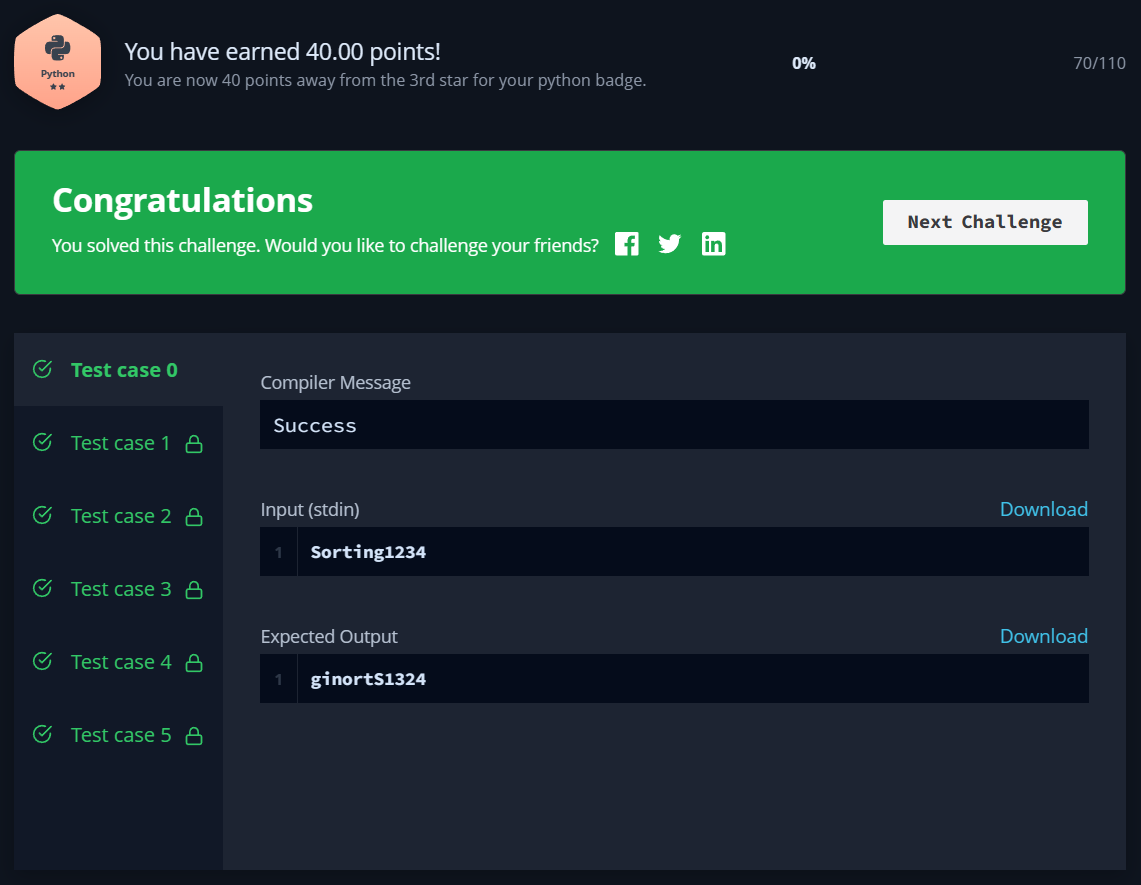 Python
You have earned 40.00 points!
You are now 40 points away from the 3rd star for your python badge.
0%
70/110
Congratulations
You solved this challenge. Would you like to challenge your friends?
Next Challenge
Test case 0
Test case 1
Test case 2
Test case 3
Test case 4
Test case 5
Compiler Message
Success
Input (stdin)
Download
1 Sorting1234
Expected Output
Download
1 ginortS1324